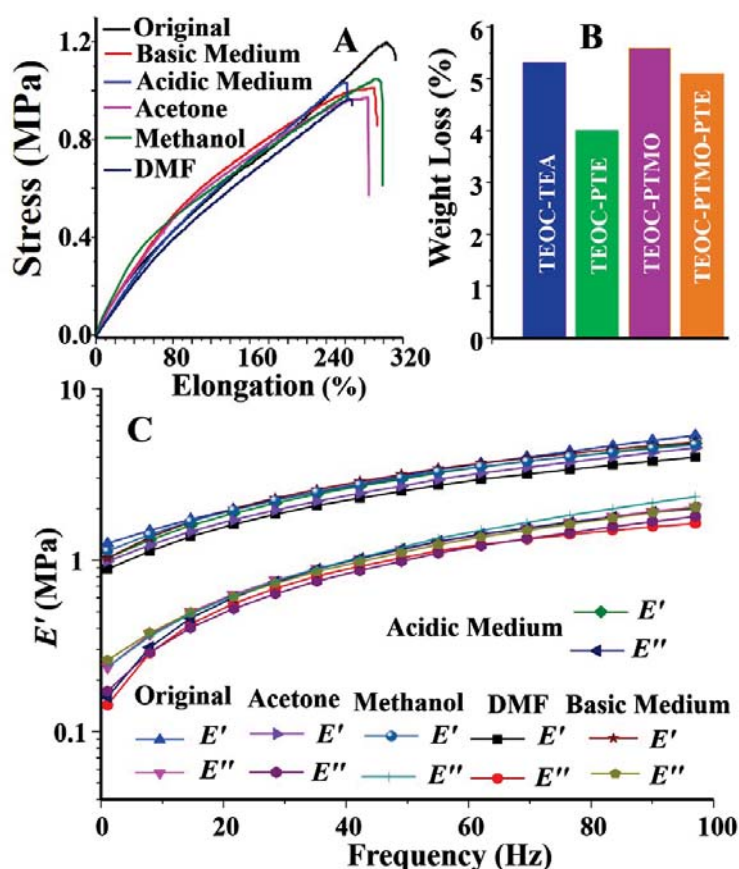 A
Original
Basic Medium
Acidic Medium
Acetone
Methanol
DMF
Stress (MPa)
1.2
0.8
0.4
0.0
0 80 160 240 320
Elongation (%)
B
Weight Loss (%)
6
5
4
3
2
1
0
TEOC-TEA
TEOC-PTE
TEOC-PTMO
TEOC-PTMO-PTE
C
E' (MPa)
10
1
0.1
Acidic Medium
E'
E''
Original Acetone Methanol DMF Basic Medium
E' E' E' E' E'
E'' E'' E'' E'' E''
0 20 40 60 80 100
Frequency (Hz)